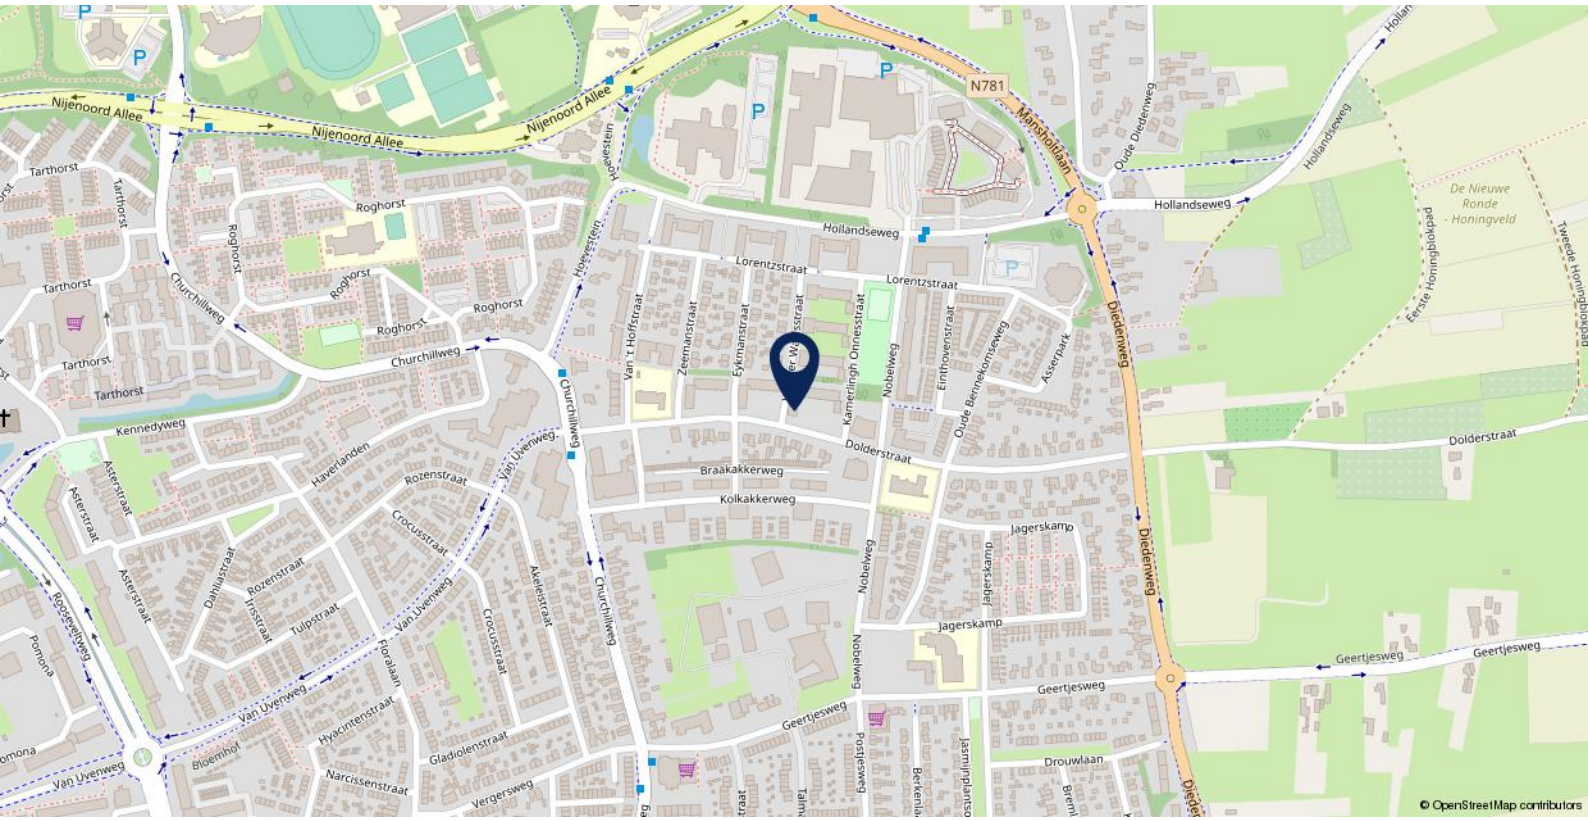 P
P
Nijenoord Allee
Nijenoord Allee
Nijenoord Allee
P
P
N781
Mansholtlaan
Oude Diedenweg
Hollandseweg
Hollandseweg
Hollandseweg
De Nieuwe
Ronde
- Honingveld
Eerste Honingblokpad
Tweede Honingblokpad
Tarthorst
Tarthorst
Tarthorst
Tarthorst
Tarthorst
Roghorst
Roghorst
Roghorst
Roghorst
Roghorst
Hoevestein
Hoevestein
Churchillweg
Churchillweg
Churchillweg
Churchillweg
Lorentzstraat
Lorentzstraat
P
Van 't Hoffstraat
Zeemanstraat
Eykmanstraat
Kamerlingh Onnesstraat
Nobelweg
Einthovenstraat
Oude Bennekomseweg
Asserpark
Diedenweg
Diedenweg
Kennedyweg
Haverlanden
Van Uvenweg
Dolderstraat
Dolderstraat
Braakakkerweg
Kolkakkerweg
Asterstraat
Asterstraat
Asterstraat
Rozenstraat
Rozenstraat
Crocusstraat
Crocusstraat
Dahliastraat
Irisstraat
Tulpstraat
Van Uvenweg
Van Uvenweg
Van Uvenweg
Akeleistraat
Floralaan
Rooseveltweg
Pomona
Hyacintenstraat
Gladiolenstraat
Bloemhof
Narcissenstraat
Vergersweg
Nobelweg
Nobelweg
Jagerskamp
Jagerskamp
Jagerskamp
Geertjesweg
Geertjesweg
Geertjesweg
Geertjesweg
Postjesweg
Drouwlaan
© OpenStreetMap contributors